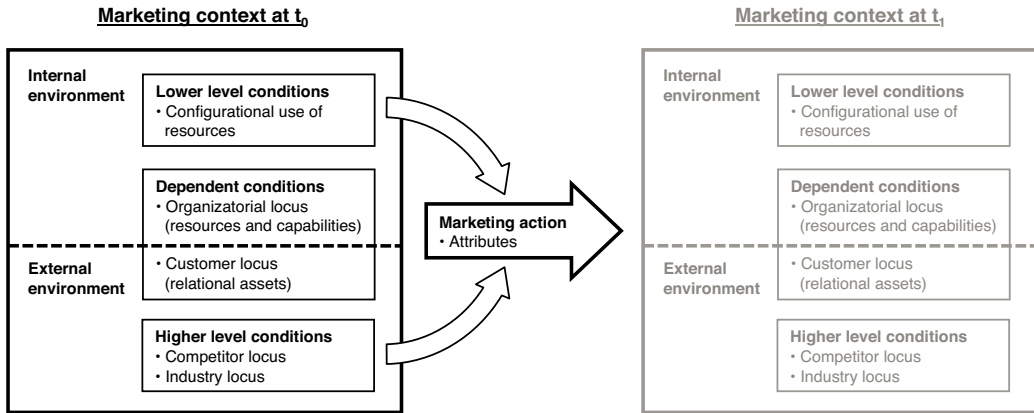 Marketing context at t0
Internal
environment
Lower level conditions
• Configurational use of
resources
Dependent conditions
• Organizatorial locus
(resources and capabilities)
External
environment
• Customer locus
(relational assets)
Higher level conditions
• Competitor locus
• Industry locus
Marketing action
• Attributes
Marketing context at t1
Internal
environment
Lower level conditions
• Configurational use of
resources
Dependent conditions
• Organizatorial locus
(resources and capabilities)
External
environment
• Customer locus
(relational assets)
Higher level conditions
• Competitor locus
• Industry locus